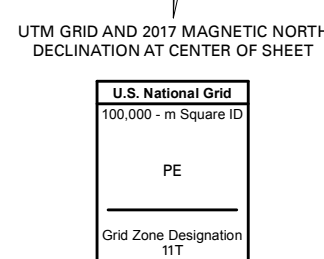 UTM GRID AND 2017 MAGNETIC NORTH
DECLINATION AT CENTER OF SHEET
U.S. National Grid
100,000 - m Square ID
PE
Grid Zone Designation
11T